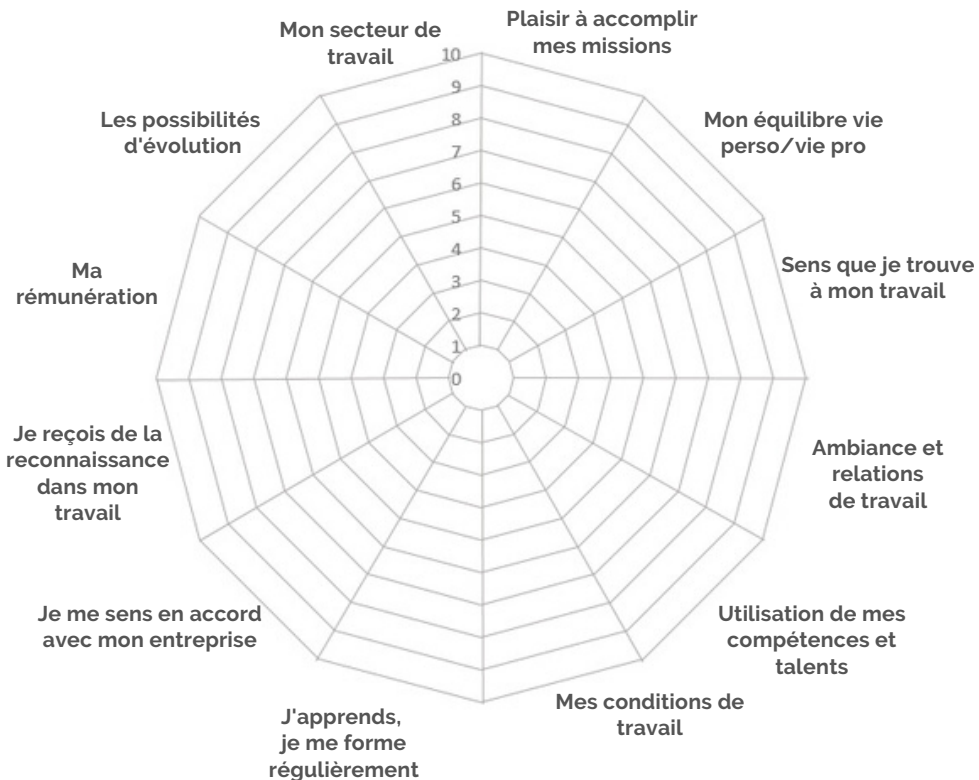 Plaisir à accomplir
mes missions
Mon équilibre vie
perso/vie pro
Sens que je trouve
à mon travail
Ambiance et
relations
de travail
Utilisation de mes
compétences et
talents
Mes conditions de
travail
J'apprends,
je me forme
régulièrement
Je me sens en accord
avec mon entreprise
Je reçois de la
reconnaissance
dans mon
travail
Ma
rémunération
Les possibilités
d'évolution
Mon secteur de
travail
10
9
8
7
6
5
4
3
2
1
0